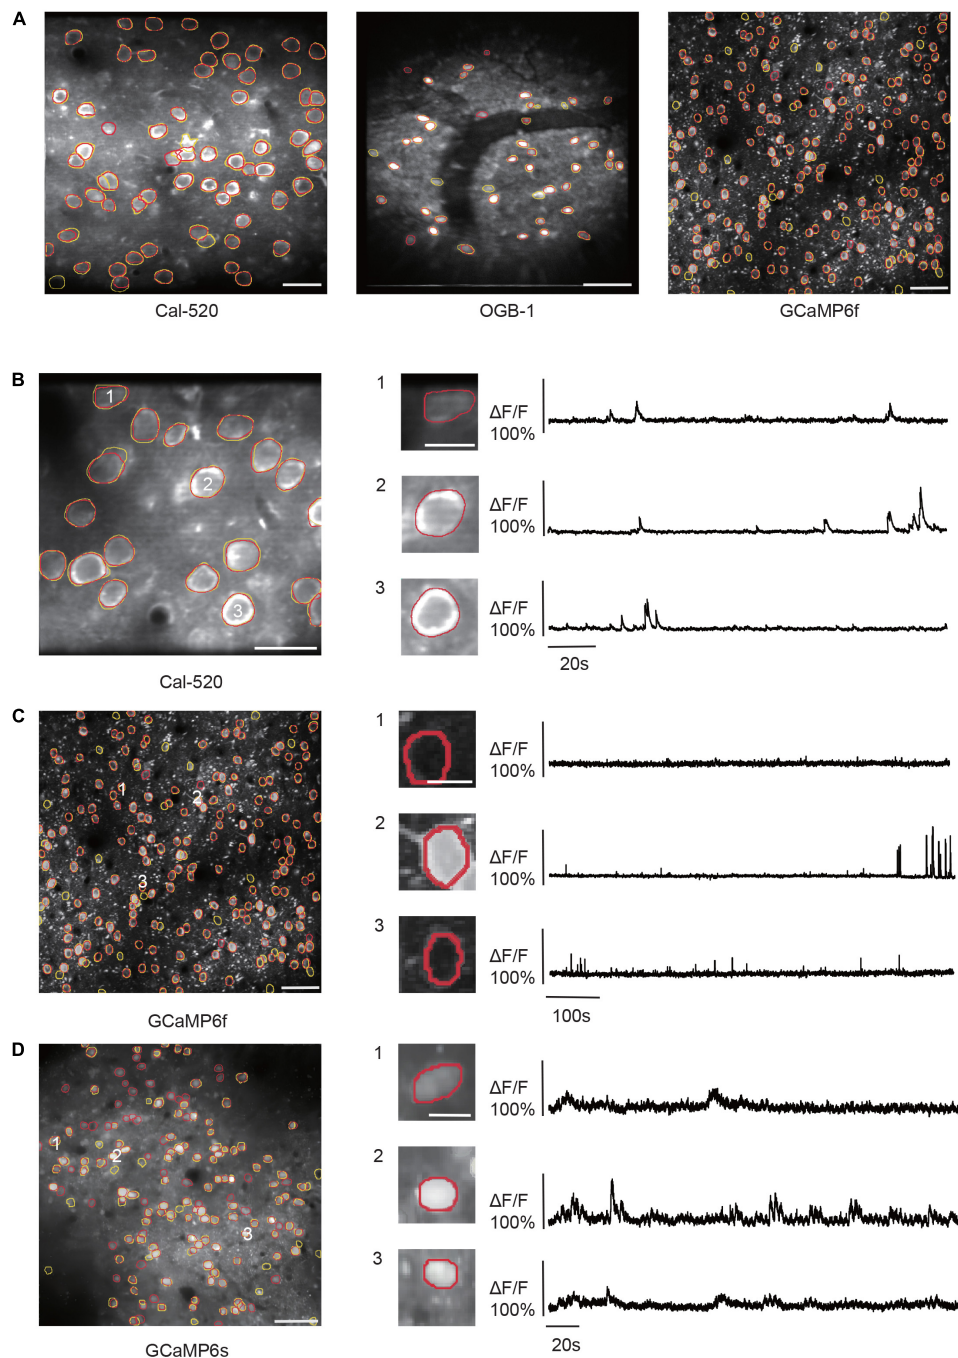 A
Cal-520
OGB-1
GCaMP6f
B
1
2
3
Cal-520
1
ΔF/F
100%
2
ΔF/F
100%
3
ΔF/F
100%
20s
C
1
2
3
GCaMP6f
1
ΔF/F
100%
2
ΔF/F
100%
3
ΔF/F
100%
100s
D
1
2
3
GCaMP6s
1
ΔF/F
100%
2
ΔF/F
100%
3
ΔF/F
100%
20s